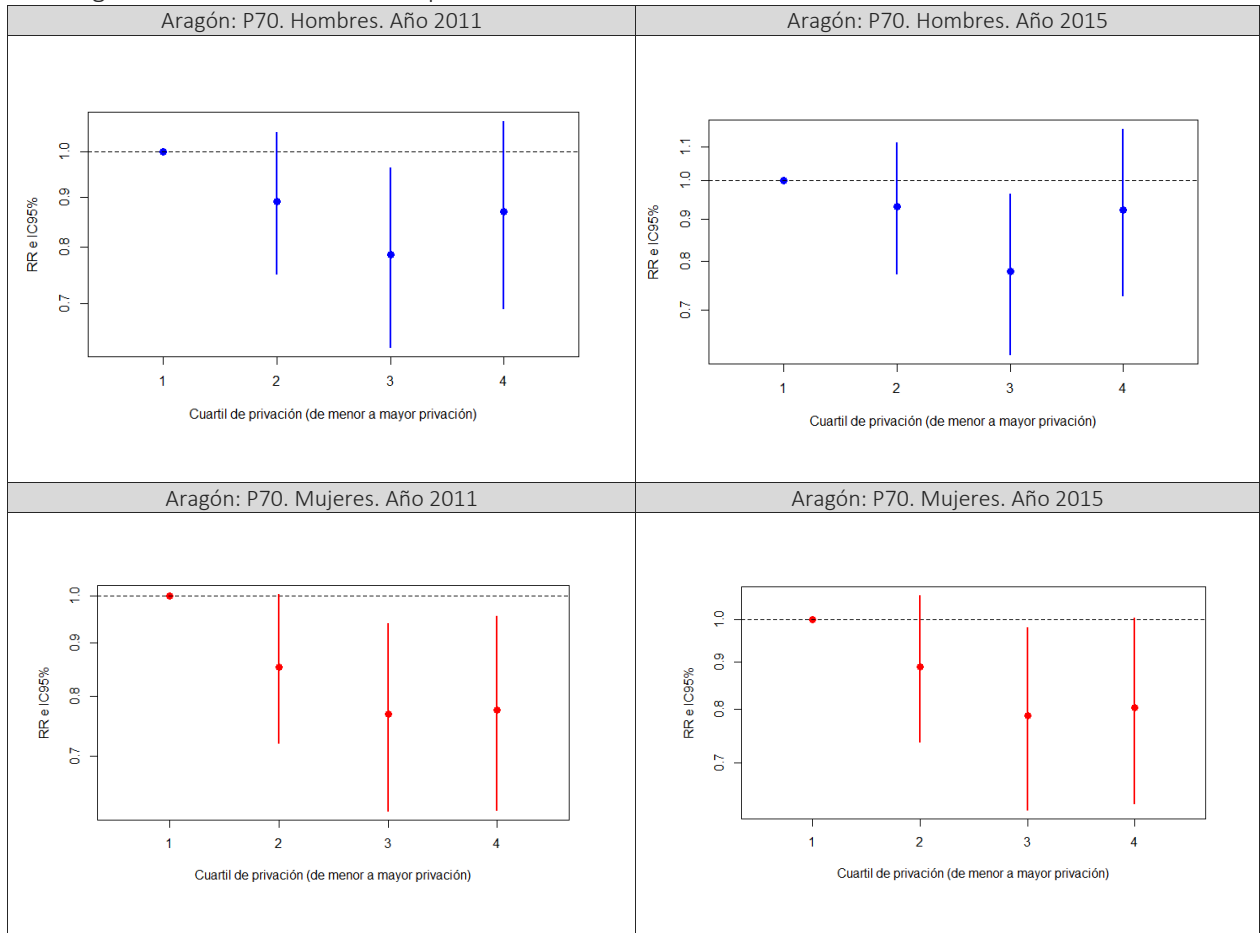 Aragón: P70. Hombres. Año 2011
RR e IC95%
1.0
0.9
0.8
0.7
1 2 3 4
Cuartil de privación (de menor a mayor privación)
Aragón: P70. Hombres. Año 2015
RR e IC95%
1.1
1.0
0.9
0.8
0.7
1 2 3 4
Cuartil de privación (de menor a mayor privación)
Aragón: P70. Mujeres. Año 2011
RR e IC95%
1.0
0.9
0.8
0.7
1 2 3 4
Cuartil de privación (de menor a mayor privación)
Aragón: P70. Mujeres. Año 2015
RR e IC95%
1.0
0.9
0.8
0.7
1 2 3 4
Cuartil de privación (de menor a mayor privación)